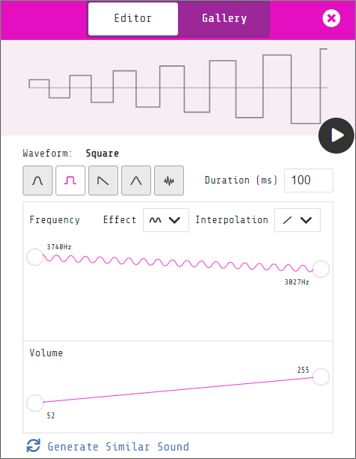 Editor Gallery
Waveform: Square
Duration (ms) 100
Frequency Effect Interpolation
3740Hz
3027Hz
Volume
255
52
Generate Similar Sound